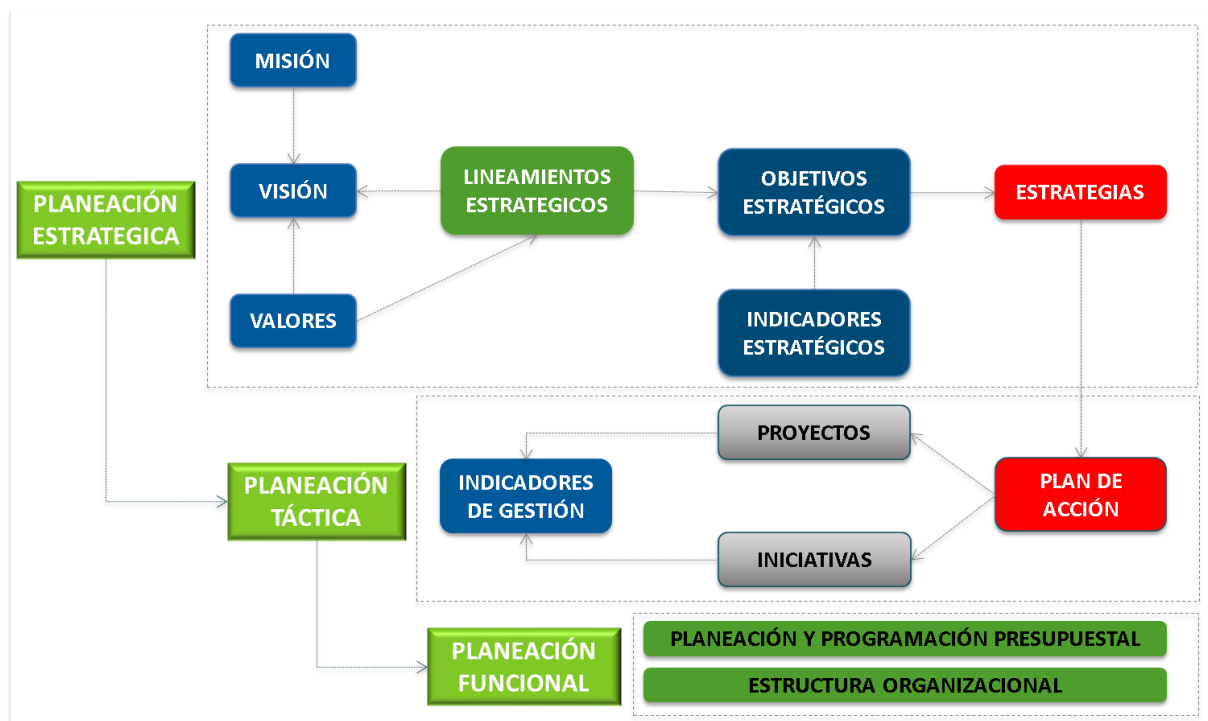 MISIÓN
VISIÓN
VALORES
LINEAMIENTOS
ESTRATEGICOS
OBJETIVOS
ESTRATÉGICOS
ESTRATEGIAS
INDICADORES
ESTRATÉGICOS
PLANEACIÓN
ESTRATEGICA
PROYECTOS
INDICADORES
DE GESTIÓN
PLAN DE
ACCIÓN
INICIATIVAS
PLANEACIÓN
TÁCTICA
PLANEACIÓN
FUNCIONAL
PLANEACIÓN Y PROGRAMACIÓN PRESUPUESTAL
ESTRUCTURA ORGANIZACIONAL